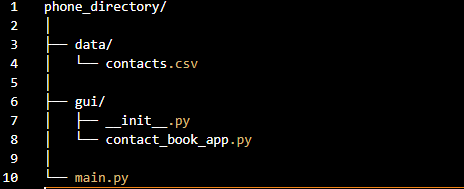 1 phone_directory/
2 │
3 ├── data/
4 │   └── contacts.csv
5 │
6 ├── gui/
7 │   ├── __init__.py
8 │   └── contact_book_app.py
9 │
10 └── main.py